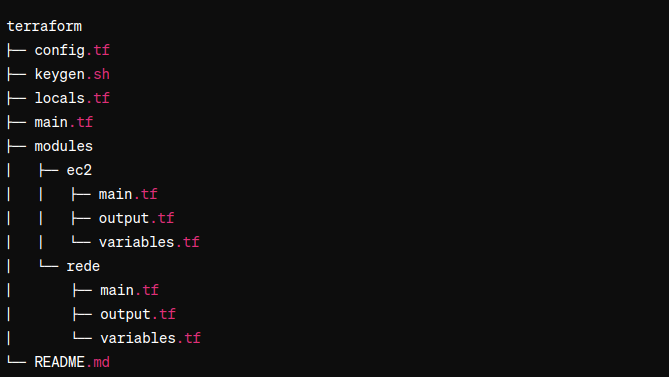 terraform
├── config.tf
├── keygen.sh
├── locals.tf
├── main.tf
├── modules
│   ├── ec2
│   │   ├── main.tf
│   │   ├── output.tf
│   │   └── variables.tf
│   └── rede
│       ├── main.tf
│       ├── output.tf
│       └── variables.tf
└── README.md